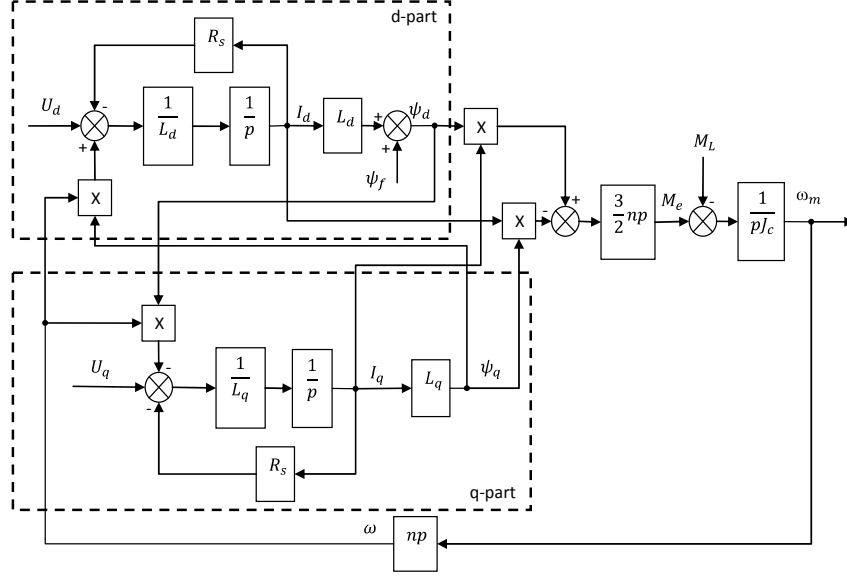 d-part
R_s
-
U_d
1/L_d
1/p
I_d
L_d
+
ψ_d
+
+
ψ_f
X
X
X
M_L
-
+
-
3/2 np
M_e
1/pJ_c
ω_m
X
-
U_q
1/L_q
1/p
I_q
L_q
ψ_q
-
R_s
q-part
ω
np